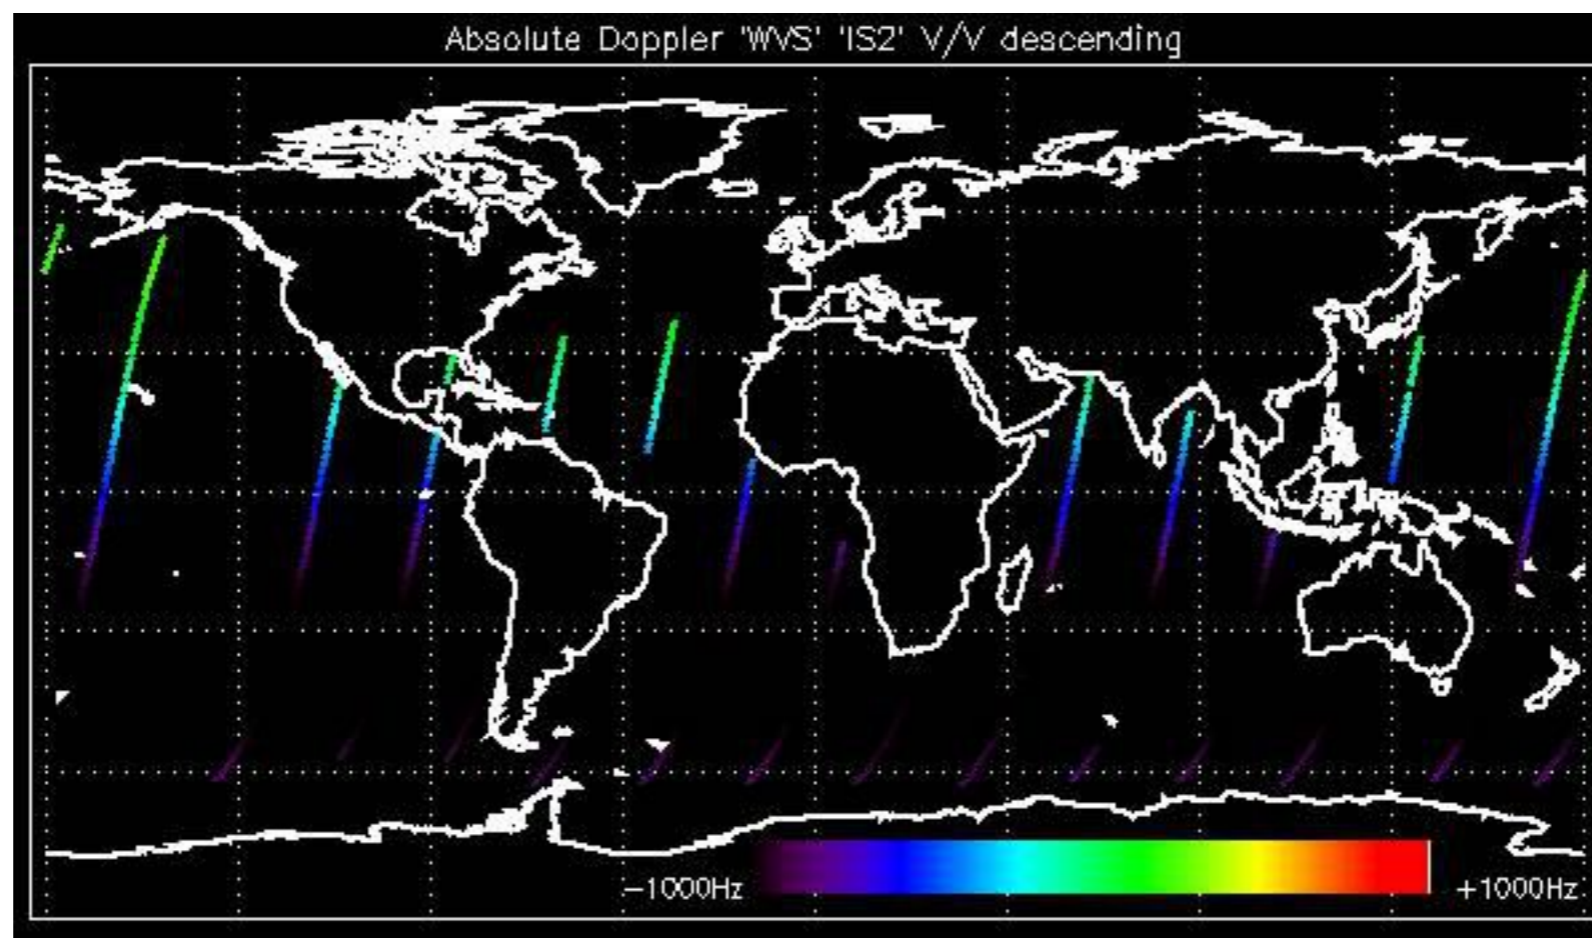 Absolute Doppler 'WVS' 'IS2' V/V descending
−1000Hz +1000Hz